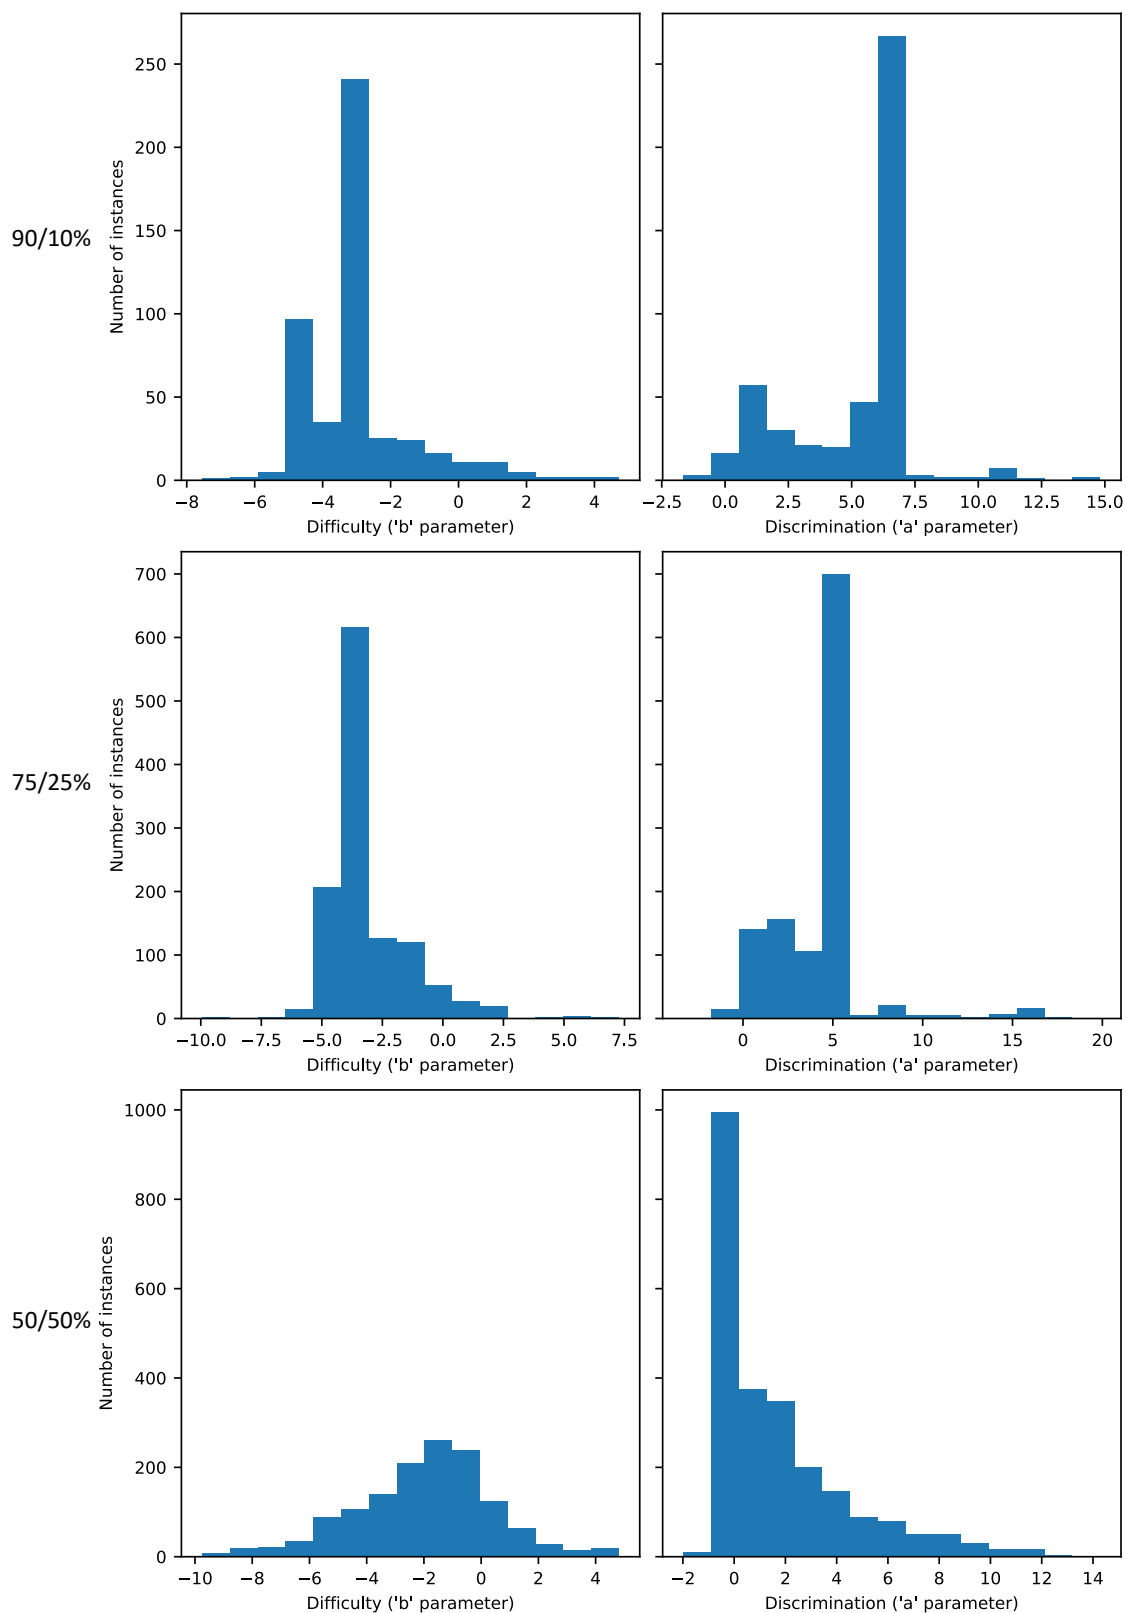 250
200
150
100
50
0
Number of instances
90/10%
−8 −6 −4 −2 0 2 4
Difficulty ('b' parameter)
−2.5 0.0 2.5 5.0 7.5 10.0 12.5 15.0
Discrimination ('a' parameter)
700
600
500
400
300
200
100
0
Number of instances
75/25%
−10.0 −7.5 −5.0 −2.5 0.0 2.5 5.0 7.5
Difficulty ('b' parameter)
0 5 10 15 20
Discrimination ('a' parameter)
1000
800
600
400
200
0
Number of instances
50/50%
−10 −8 −6 −4 −2 0 2 4
Difficulty ('b' parameter)
−2 0 2 4 6 8 10 12 14
Discrimination ('a' parameter)